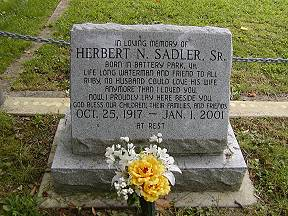 IN LOVING MEMORY OF
HERBERT N. SADLER, SR.
BORN IN BATTERY PARK, VA.
LIFE LONG WATERMAN AND FRIEND TO ALL
RUBY, NO HUSBAND COULD LOVE HIS WIFE
ANYMORE THAN I LOVED YOU.
NOW I PROUDLY LAY HERE BESIDE YOU.
GOD BLESS OUR CHILDREN, THEIR FAMILIES, AND FRIENDS
OCT. 25, 1917 — JAN. 1, 2001
AT REST